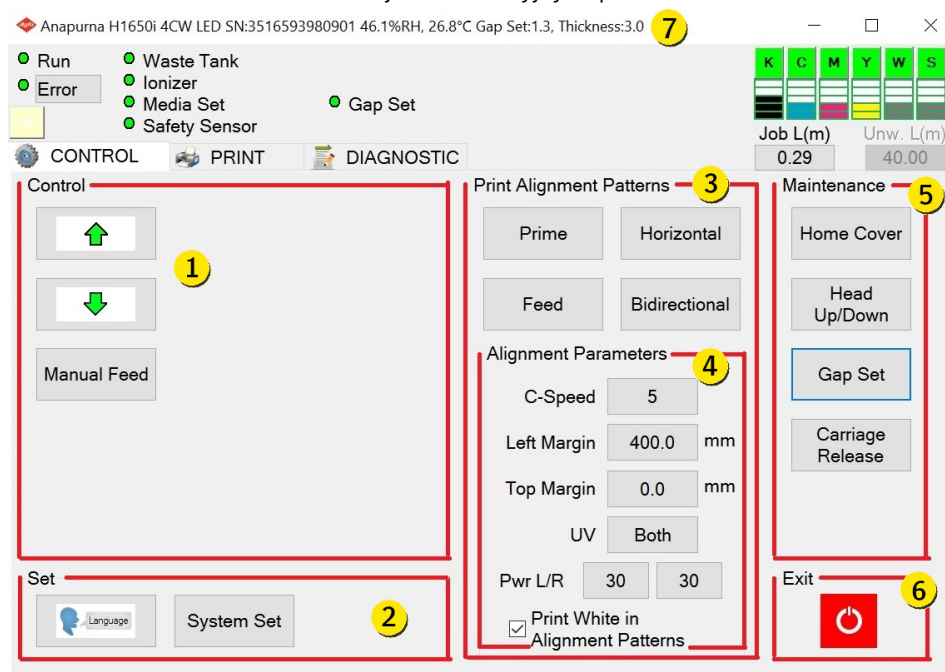 Anapurna H1650i 4CW LED SN:3516593980901 46.1%RH, 26.8°C Gap Set:1.3, Thickness:3.0
7
Run
Waste Tank
Error
Ionizer
Media Set
Gap Set
Safety Sensor
K C M Y W S
Job L(m) Unw. L(m)
0.29 40.00
CONTROL PRINT DIAGNOSTIC
Control
1
Manual Feed
Set
Language
System Set
2
Print Alignment Patterns
3
Prime Horizontal
Feed Bidirectional
Alignment Parameters
4
C-Speed 5
Left Margin 400.0 mm
Top Margin 0.0 mm
UV Both
Pwr L/R 30 30
Print White in
Alignment Patterns
Maintenance
5
Home Cover
Head
Up/Down
Gap Set
Carriage
Release
Exit
6